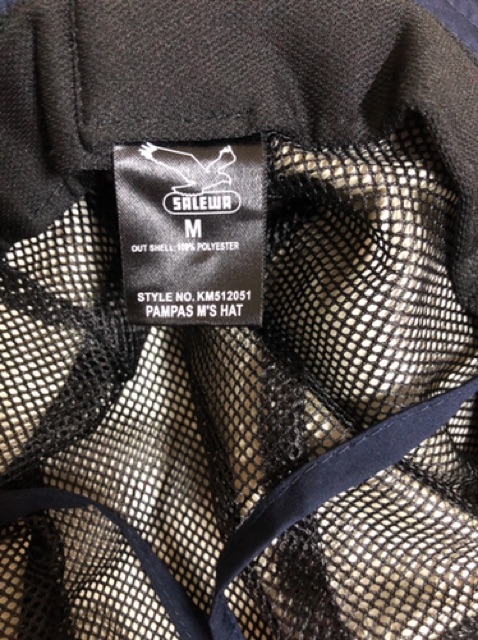 SALEWA
M
OUT SHELL: 100% POLYESTER
STYLE NO. KM512051
PAMPAS M'S HAT